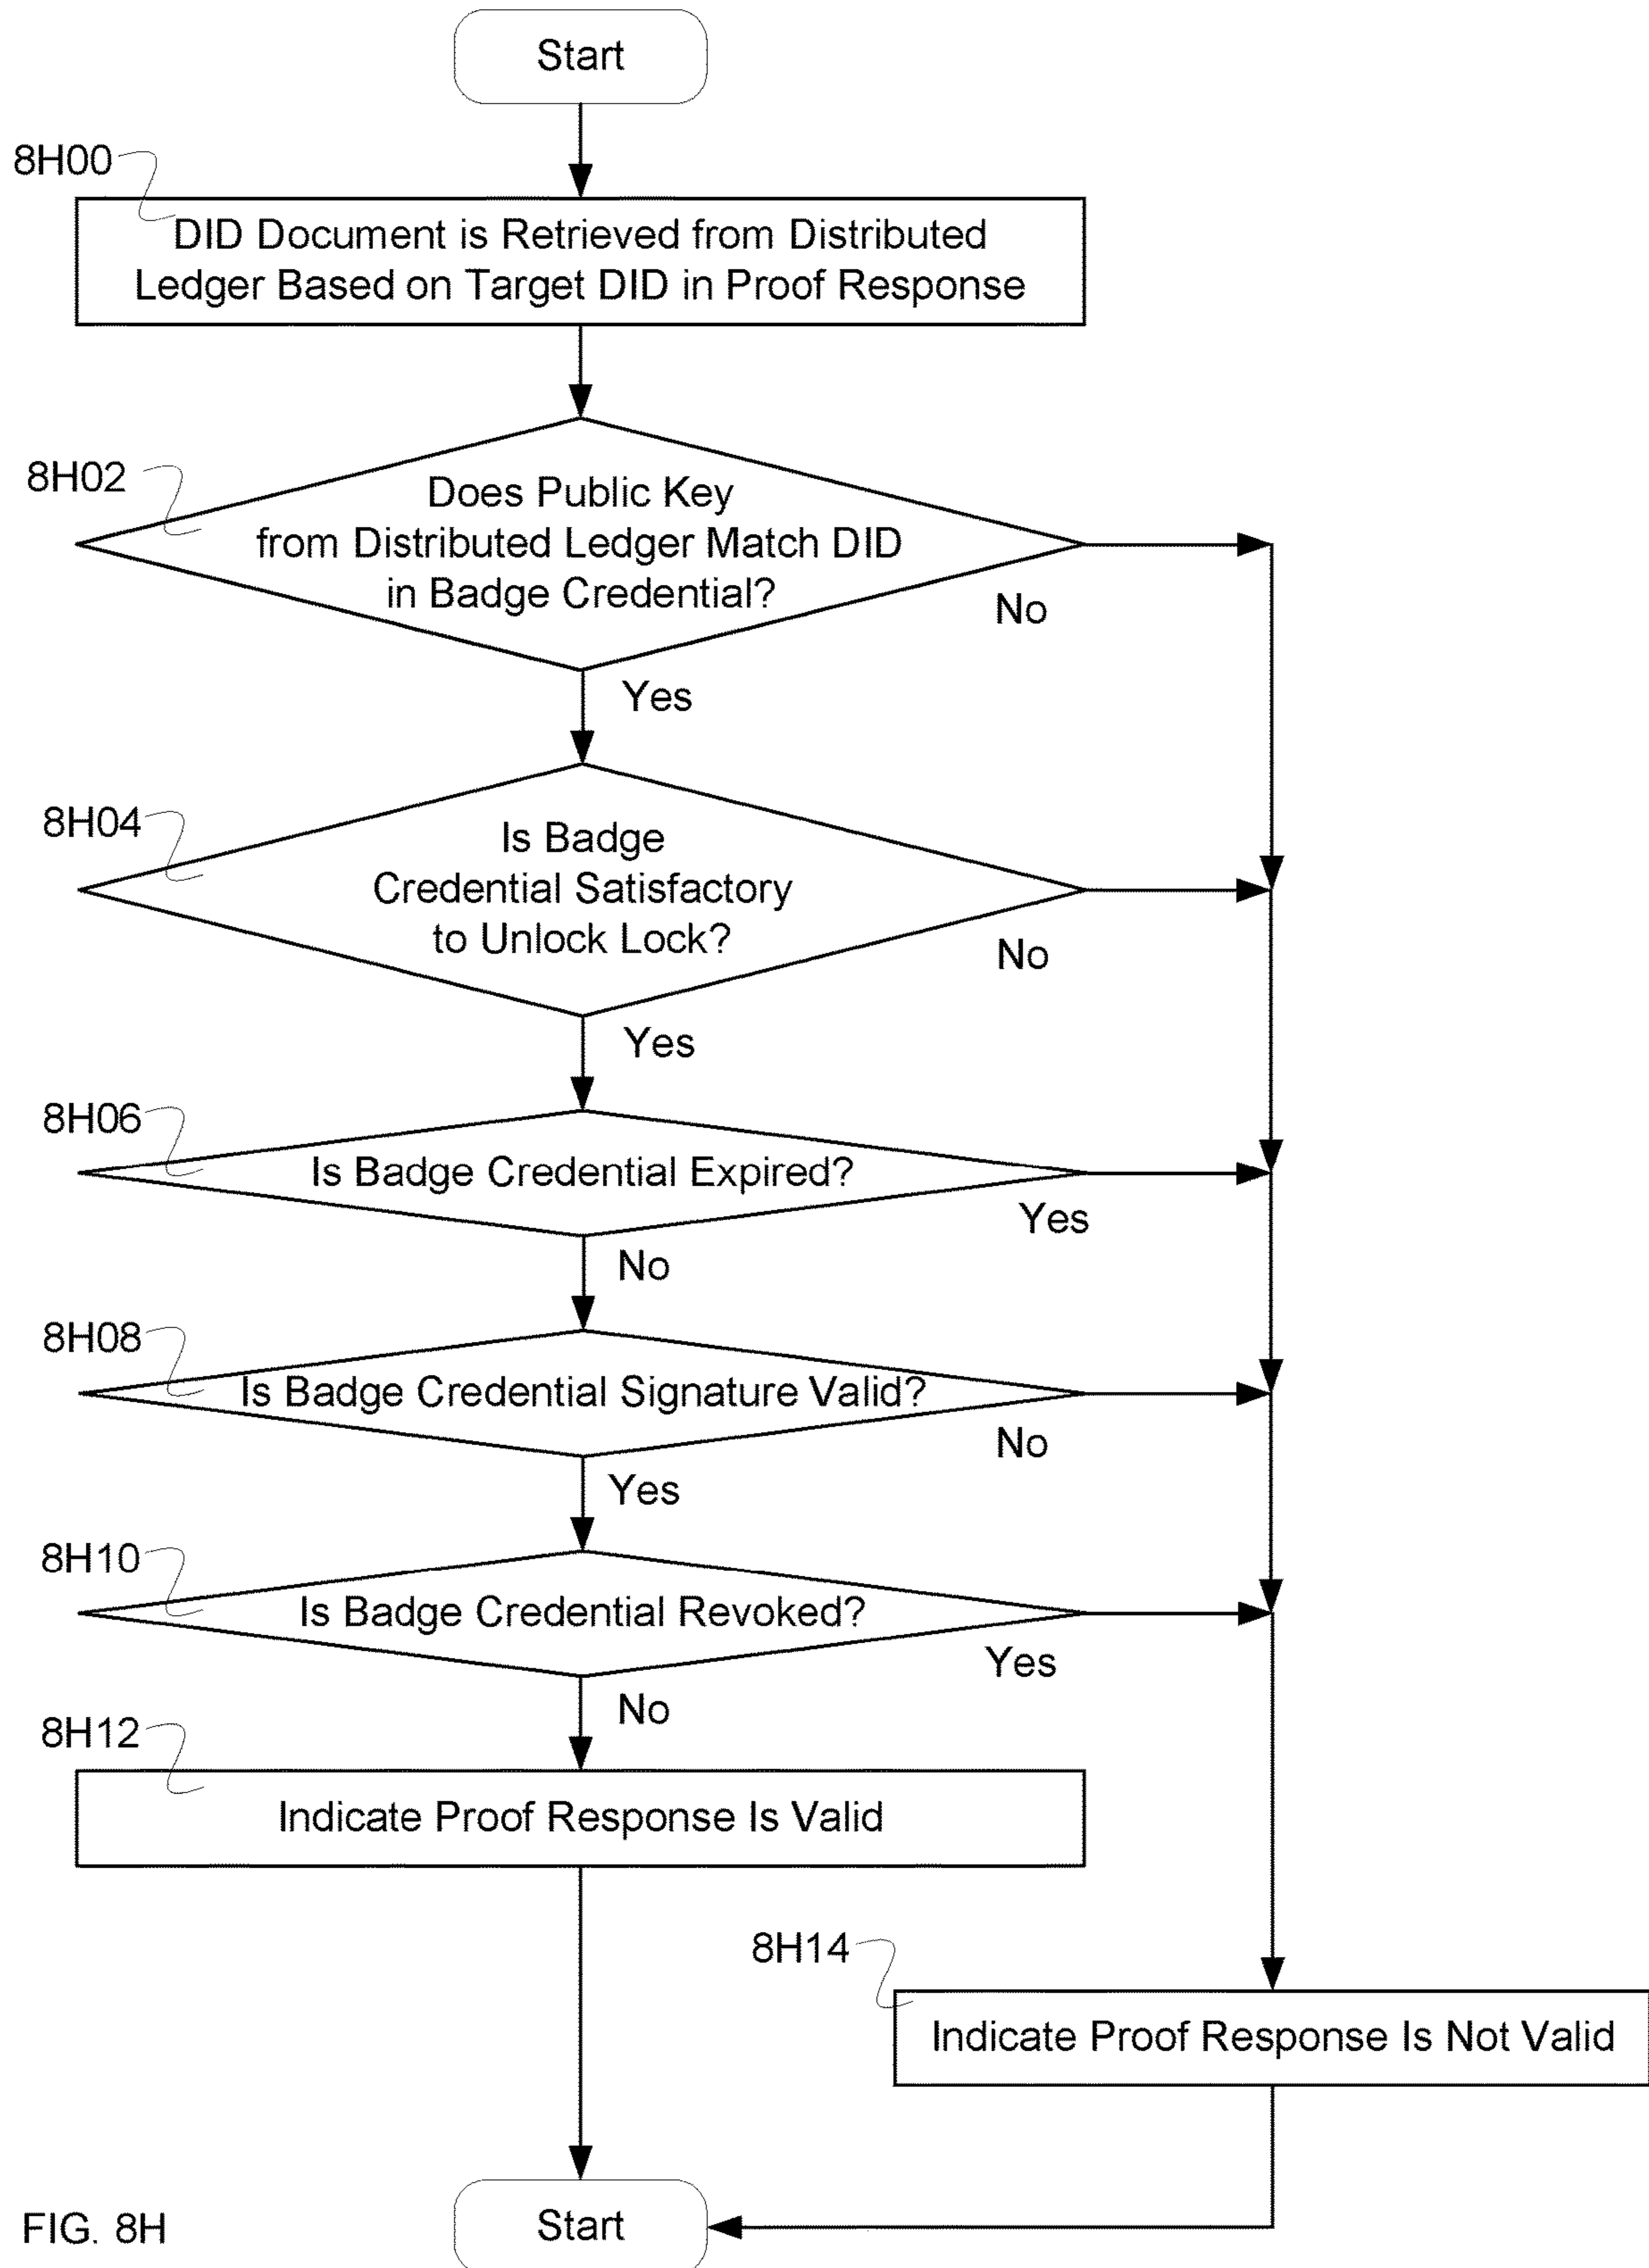 Start
8H00
DID Document is Retrieved from Distributed
Ledger Based on Target DID in Proof Response
8H02
Does Public Key
from Distributed Ledger Match DID
in Badge Credential?
No
Yes
8H04
Is Badge
Credential Satisfactory
to Unlock Lock?
No
Yes
8H06
Is Badge Credential Expired?
Yes
No
8H08
Is Badge Credential Signature Valid?
No
Yes
8H10
Is Badge Credential Revoked?
Yes
No
8H12
Indicate Proof Response Is Valid
8H14
Indicate Proof Response Is Not Valid
Start
FIG. 8H